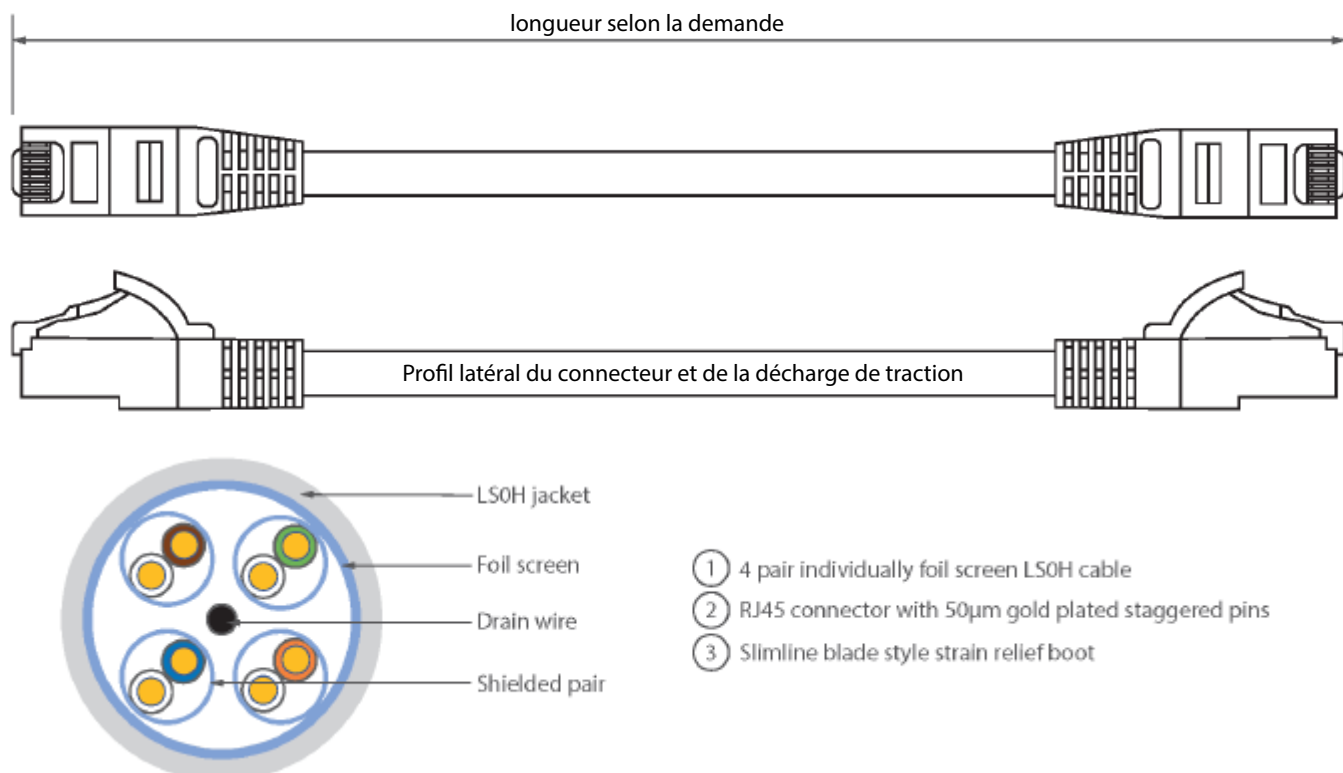 longueur selon la demande
Profil latéral du connecteur et de la décharge de traction
LS0H jacket
Foil screen
Drain wire
Shielded pair
1 4 pair individually foil screen LS0H cable
2 RJ45 connector with 50μm gold plated staggered pins
3 Slimline blade style strain relief boot